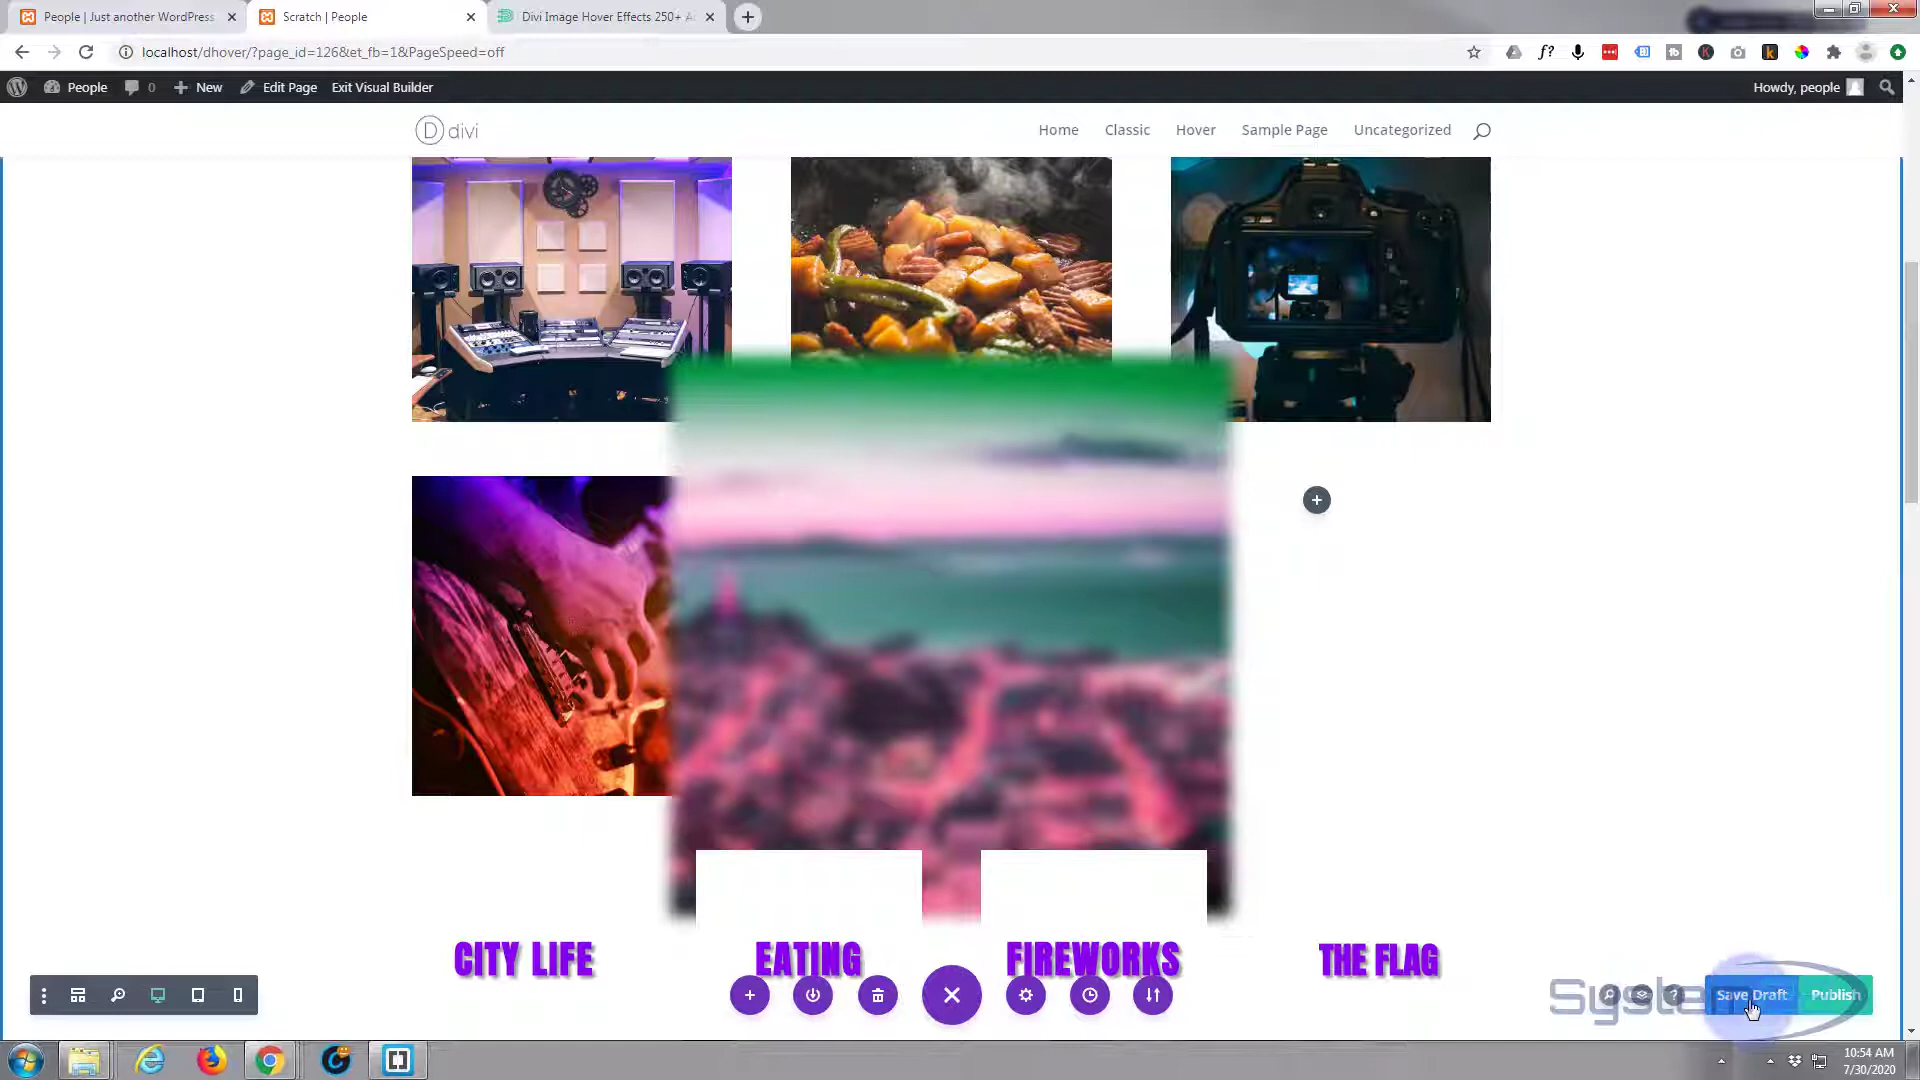 People | Just another WordPress
Scratch | People
Divi Image Hover Effects 250+
localhost/dhover/?page_id=126&et_fb=1&PageSpeed=off
f?
People
0
New
Edit Page
Exit Visual Builder
Howdy, people
D divi
Home
Classic
Hover
Sample Page
Uncategorized
CITY LIFE
EATING
FIREWORKS
THE FLAG
System
?
Save Draft
Publish
10:54 AM
7/30/2020